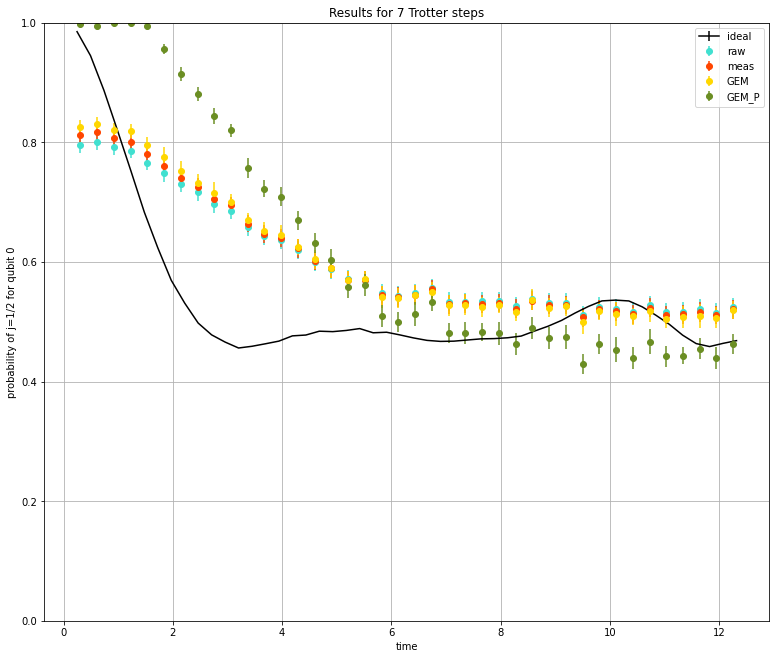 Results for 7 Trotter steps
probability of j=1/2 for qubit 0
1.0
0.8
0.6
0.4
0.2
0.0
ideal
raw
meas
GEM
GEM_P
0 2 4 6 8 10 12
time